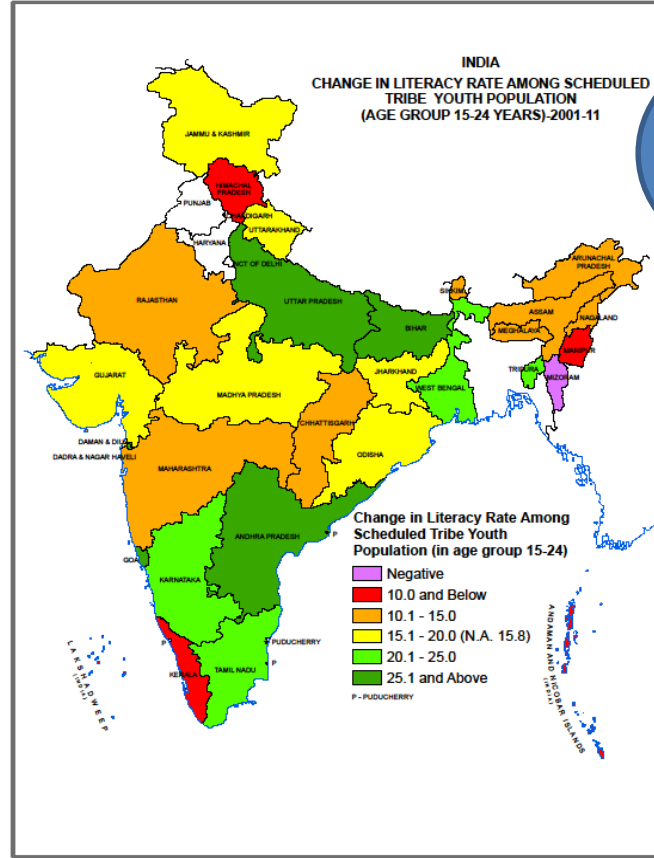 INDIA
CHANGE IN LITERACY RATE AMONG SCHEDULED
TRIBE YOUTH POPULATION
(AGE GROUP 15-24 YEARS)-2001-11
JAMMU & KASHMIR
HIMACHAL
PRADESH
PUNJAB
CHANDIGARH
UTTARAKHAND
HARYANA
NCT OF DELHI
ARUNACHAL
PRADESH
SIKKIM
RAJASTHAN
UTTAR PRADESH
ASSAM
NAGALAND
BIHAR
MEGHALAYA
MANIPUR
TRIPURA
MIZORAM
GUJARAT
JHARKHAND
WEST BENGAL
MADHYA PRADESH
CHHATTISGARH
DAMAN & DIU
DADRA & NAGAR HAVELI
ODISHA
MAHARASHTRA
ANDHRA PRADESH
P
GOA
KARNATAKA
PUDUCHERRY
P
P
KERALA
TAMIL NADU
LAKSHADWEEP
(INDIA)
ANDAMAN AND NICOBAR ISLANDS
(INDIA)
Change in Literacy Rate Among
Scheduled Tribe Youth
Population (in age group 15-24)
Negative
10.0 and Below
10.1 - 15.0
15.1 - 20.0 (N.A. 15.8)
20.1 - 25.0
25.1 and Above
P - PUDUCHERRY